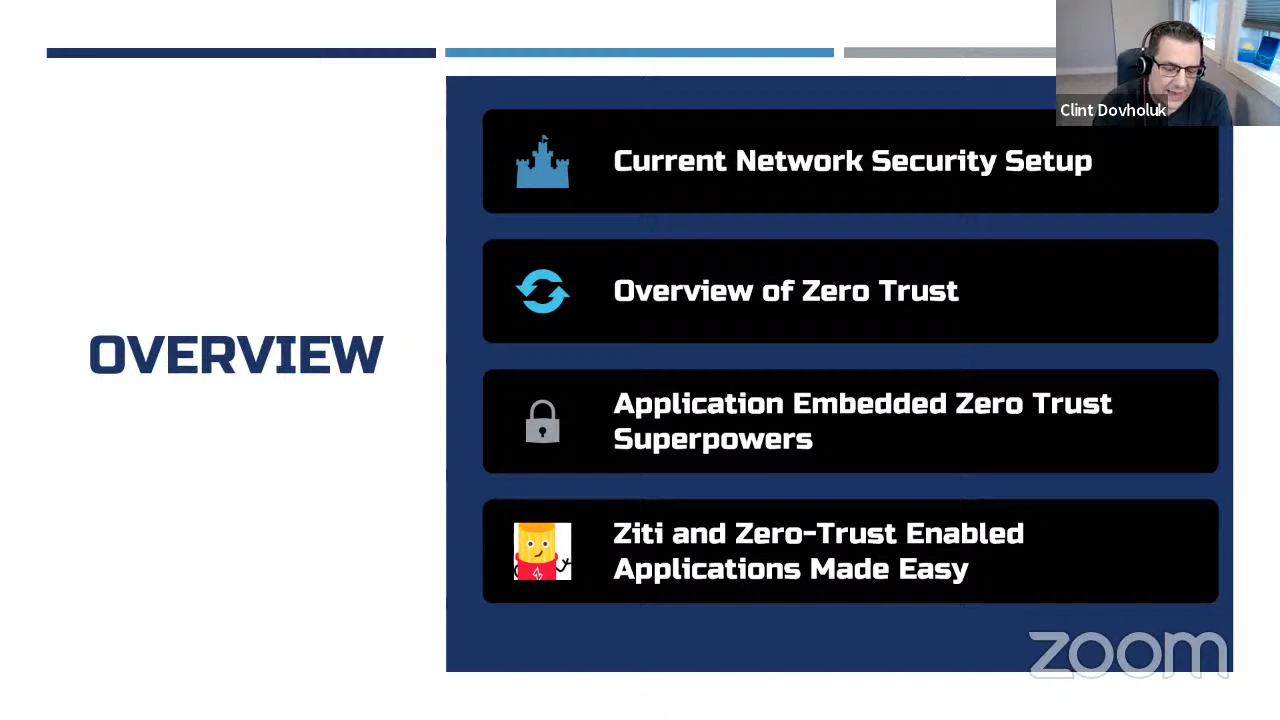 Clint Dovholuk
Current Network Security Setup
Overview of Zero Trust
OVERVIEW
Application Embedded Zero Trust
Superpowers
Ziti and Zero-Trust Enabled
Applications Made Easy
zoom